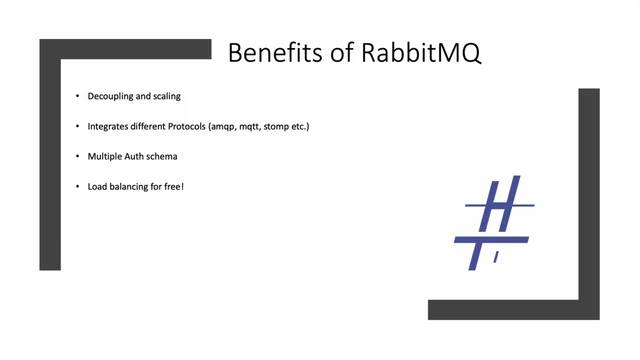 Benefits of RabbitMQ
• Decoupling and scaling
• Integrates different Protocols (amqp, mqtt, stomp etc.)
• Multiple Auth schema
• Load balancing for free!